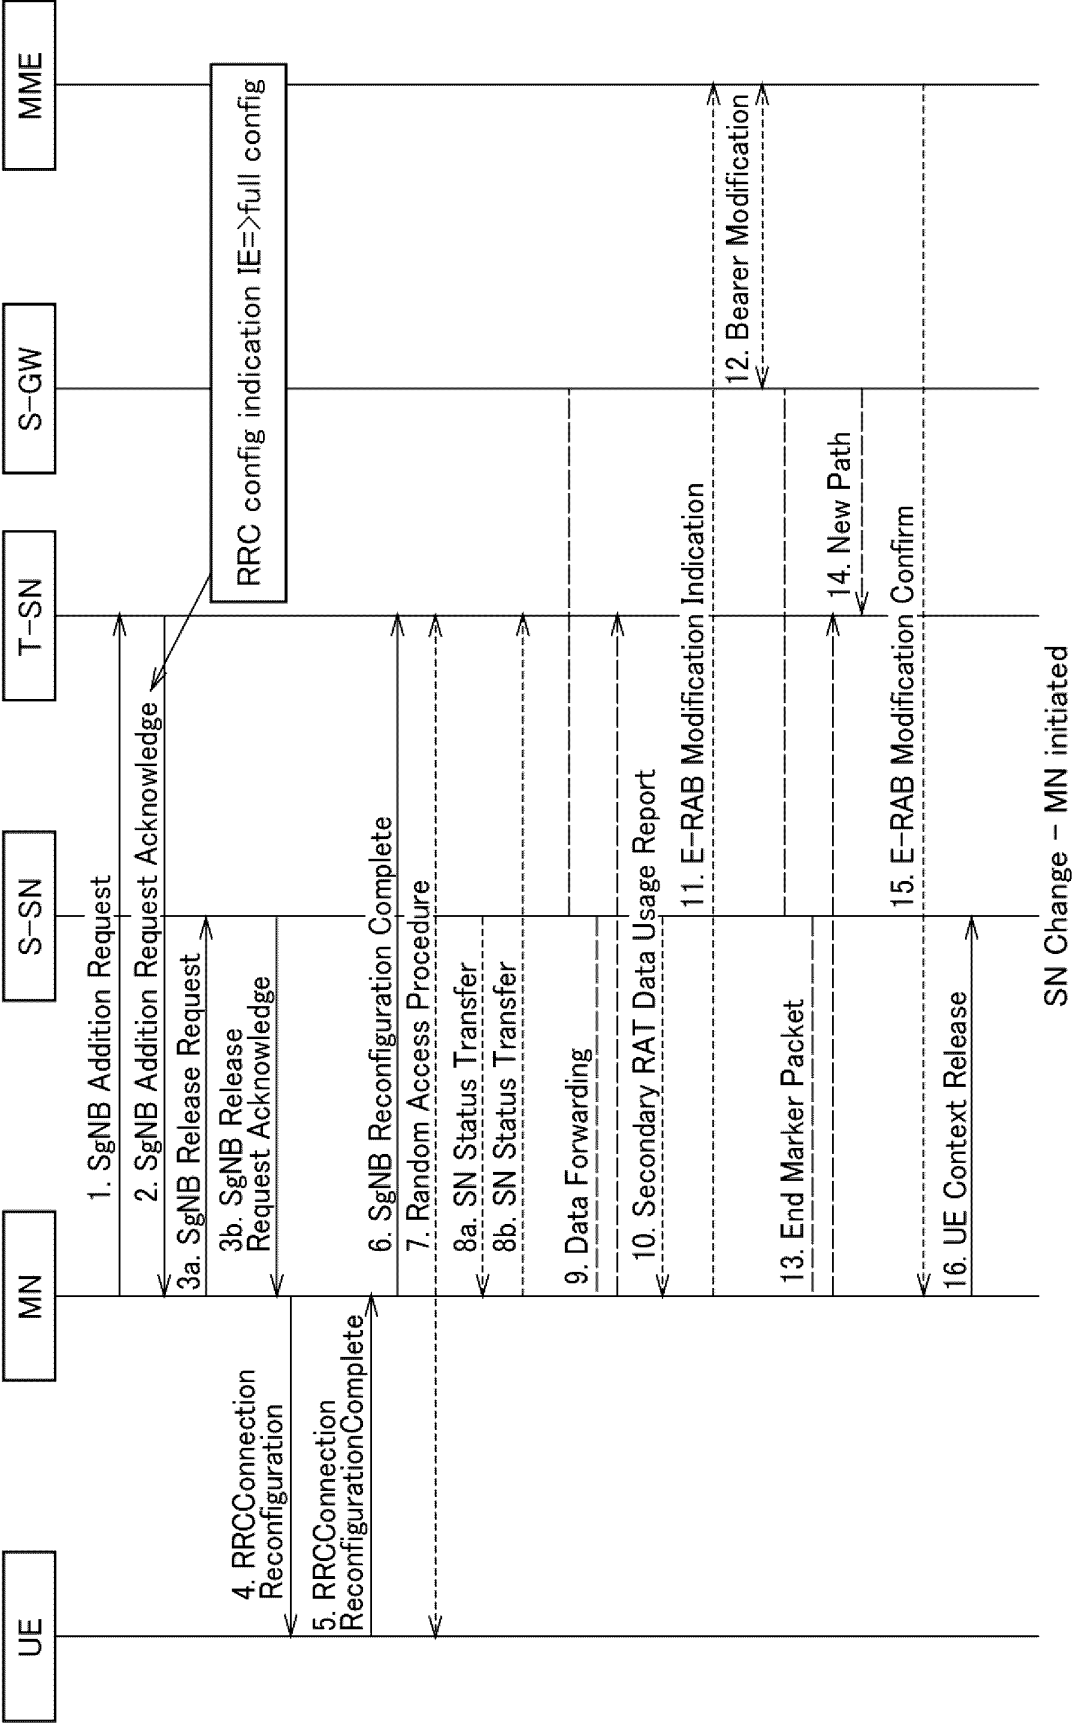 UE
MN
S-SN
T-SN
S-GW
MME
1. SgNB Addition Request
2. SgNB Addition Request Acknowledge
RRC config indication IE=>full config
3a. SgNB Release Request
3b. SgNB Release
Request Acknowledge
4. RRCConnection
Reconfiguration
5. RRCConnection
ReconfigurationComplete
6. SgNB Reconfiguration Complete
7. Random Access Procedure
8a. SN Status Transfer
8b. SN Status Transfer
9. Data Forwarding
10. Secondary RAT Data Usage Report
11. E-RAB Modification Indication
12. Bearer Modification
13. End Marker Packet
14. New Path
15. E-RAB Modification Confirm
16. UE Context Release
SN Change - MN initiated